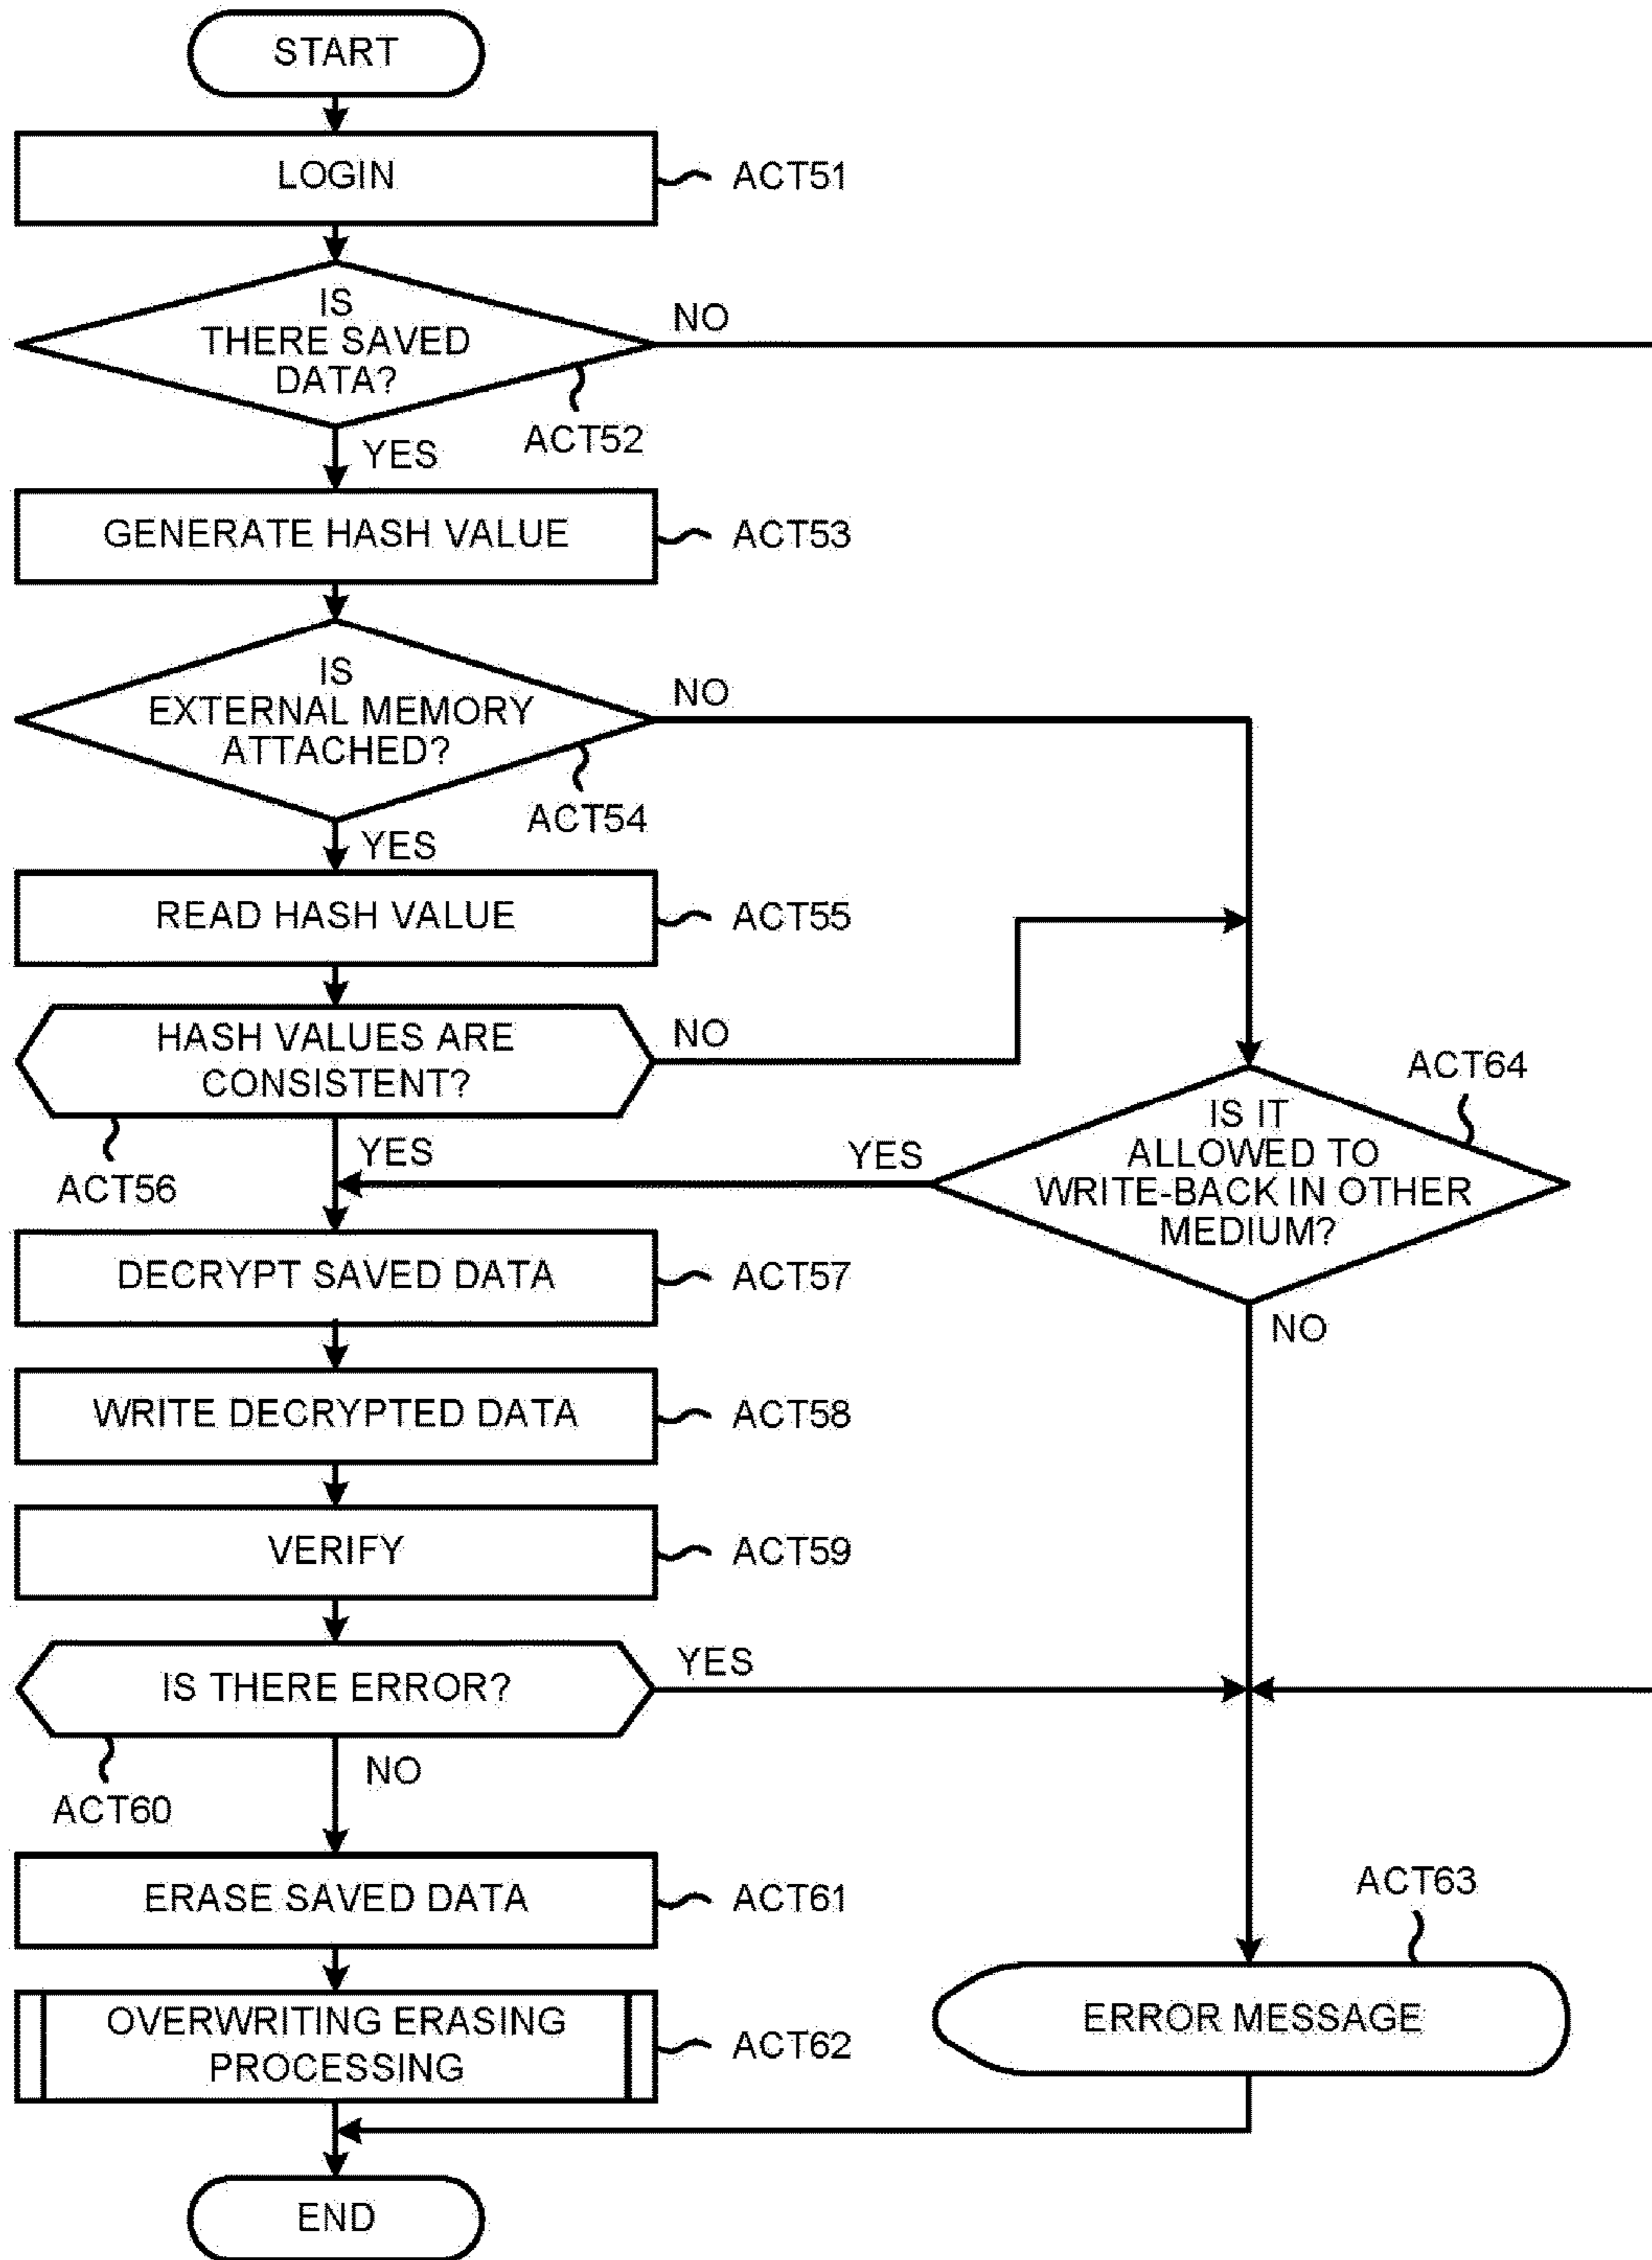 START
LOGIN
ACT51
IS
THERE SAVED
DATA?
NO
ACT52
YES
GENERATE HASH VALUE
ACT53
IS
EXTERNAL MEMORY
ATTACHED?
NO
ACT54
YES
READ HASH VALUE
ACT55
HASH VALUES ARE
CONSISTENT?
NO
ACT56
YES
ACT64
IS IT
ALLOWED TO
WRITE-BACK IN OTHER
MEDIUM?
YES
NO
DECRYPT SAVED DATA
ACT57
WRITE DECRYPTED DATA
ACT58
VERIFY
ACT59
IS THERE ERROR?
YES
ACT60
NO
ERASE SAVED DATA
ACT61
ACT63
ERROR MESSAGE
OVERWRITING ERASING
PROCESSING
ACT62
END